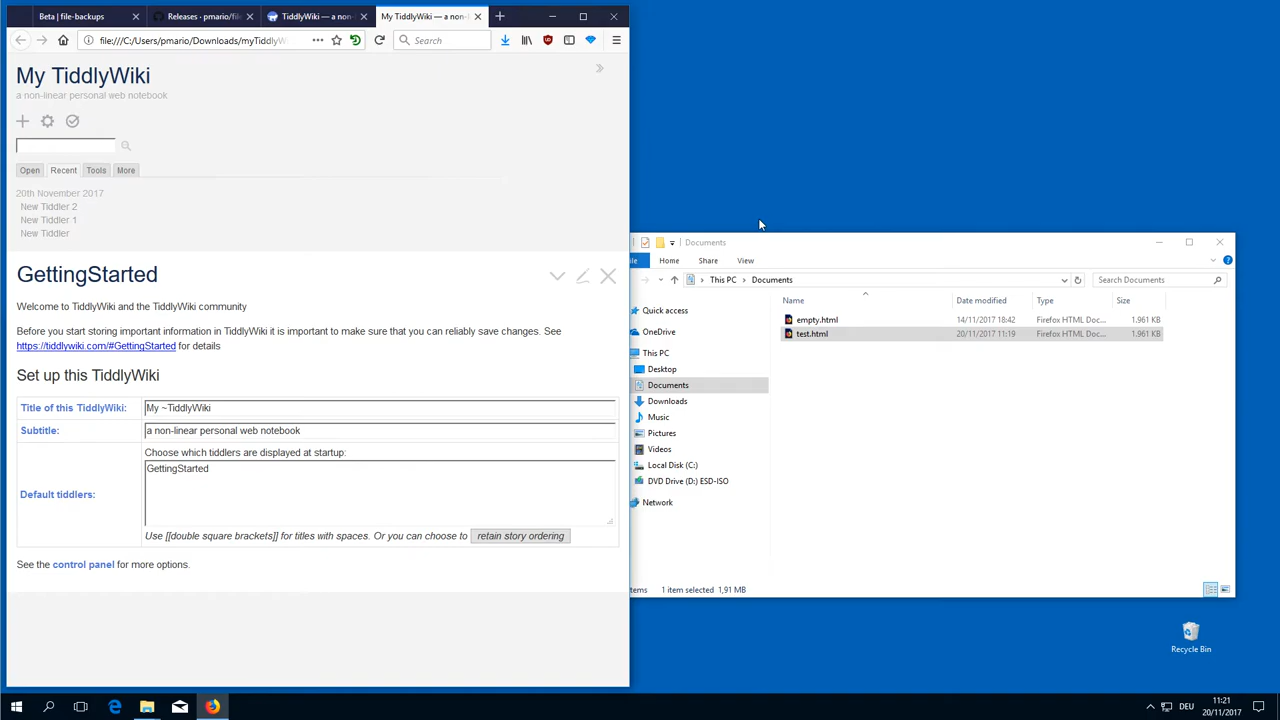 Beta | file-backups
Releases · pmario/file
TiddlyWiki — a non-
My TiddlyWiki — a non-l
file:///C:/Users/pmario/Downloads/myTiddlyWi
Search
My TiddlyWiki
a non-linear personal web notebook
Open
Recent
Tools
More
20th November 2017
New Tiddler 2
New Tiddler 1
New Tiddler
GettingStarted
Welcome to TiddlyWiki and the TiddlyWiki community
Before you start storing important information in TiddlyWiki it is important to make sure that you can reliably save changes. See
https://tiddlywiki.com/#GettingStarted for details
Set up this TiddlyWiki
Title of this TiddlyWiki:
My ~TiddlyWiki
Subtitle:
a non-linear personal web notebook
Choose which tiddlers are displayed at startup:
Default tiddlers:
GettingStarted
Use [[double square brackets]] for titles with spaces. Or you can choose to retain story ordering
See the control panel for more options.
Documents
ile
Home
Share
View
This PC > Documents
Search Documents
Quick access
OneDrive
This PC
Desktop
Documents
Downloads
Music
Pictures
Videos
Local Disk (C:)
DVD Drive (D:) ESD-ISO
Network
Name
Date modified
Type
Size
empty.html
14/11/2017 18:42
Firefox HTML Doc...
1.961 KB
test.html
20/11/2017 11:19
Firefox HTML Doc...
1.961 KB
tems
1 item selected 1,91 MB
Recycle Bin
DEU
11:21
20/11/2017